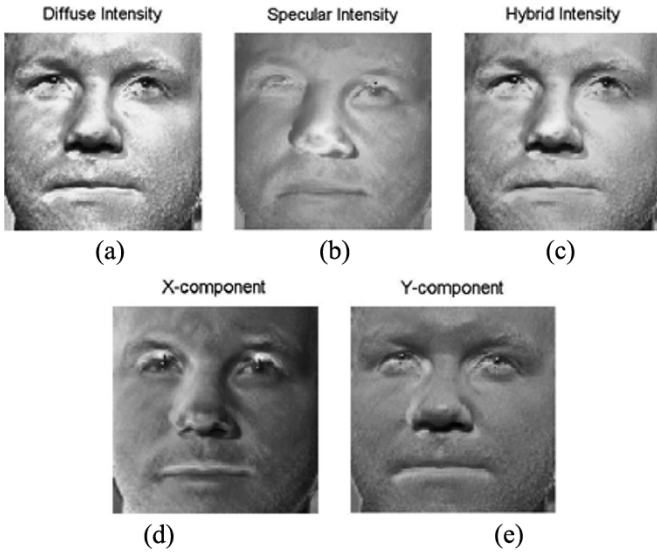 Diffuse Intensity
Specular Intensity
Hybrid Intensity
(a)
(b)
(c)
X-component
Y-component
(d)
(e)